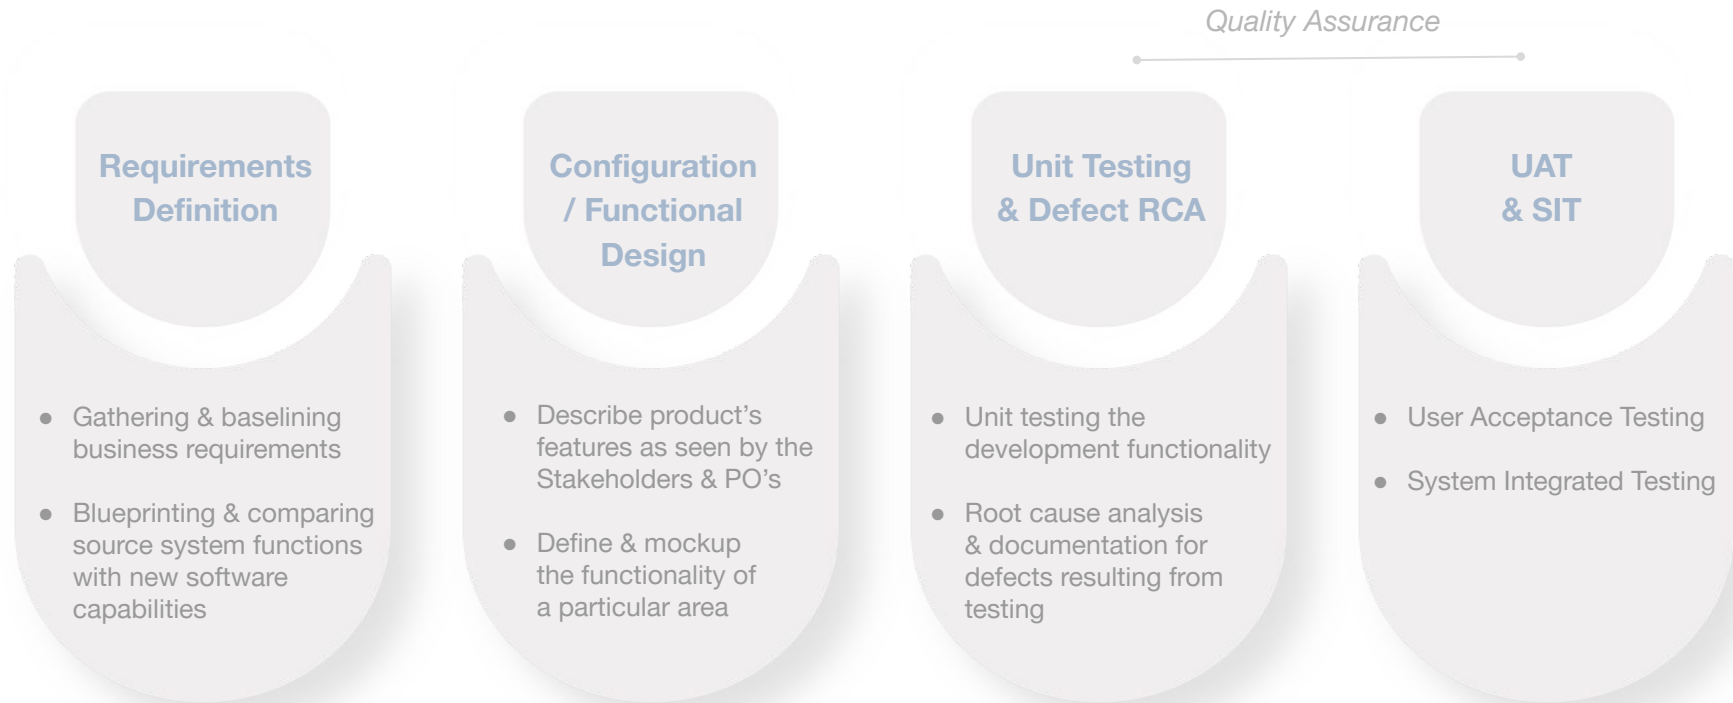 Quality Assurance
Requirements
Definition
● Gathering & baselining
business requirements
● Blueprinting & comparing
source system functions
with new software
capabilities
Configuration
/ Functional
Design
● Describe product’s
features as seen by the
Stakeholders & PO’s
● Define & mockup
the functionality of
a particular area
Unit Testing
& Defect RCA
● Unit testing the
development functionality
● Root cause analysis
& documentation for
defects resulting from
testing
UAT
& SIT
● User Acceptance Testing
● System Integrated Testing